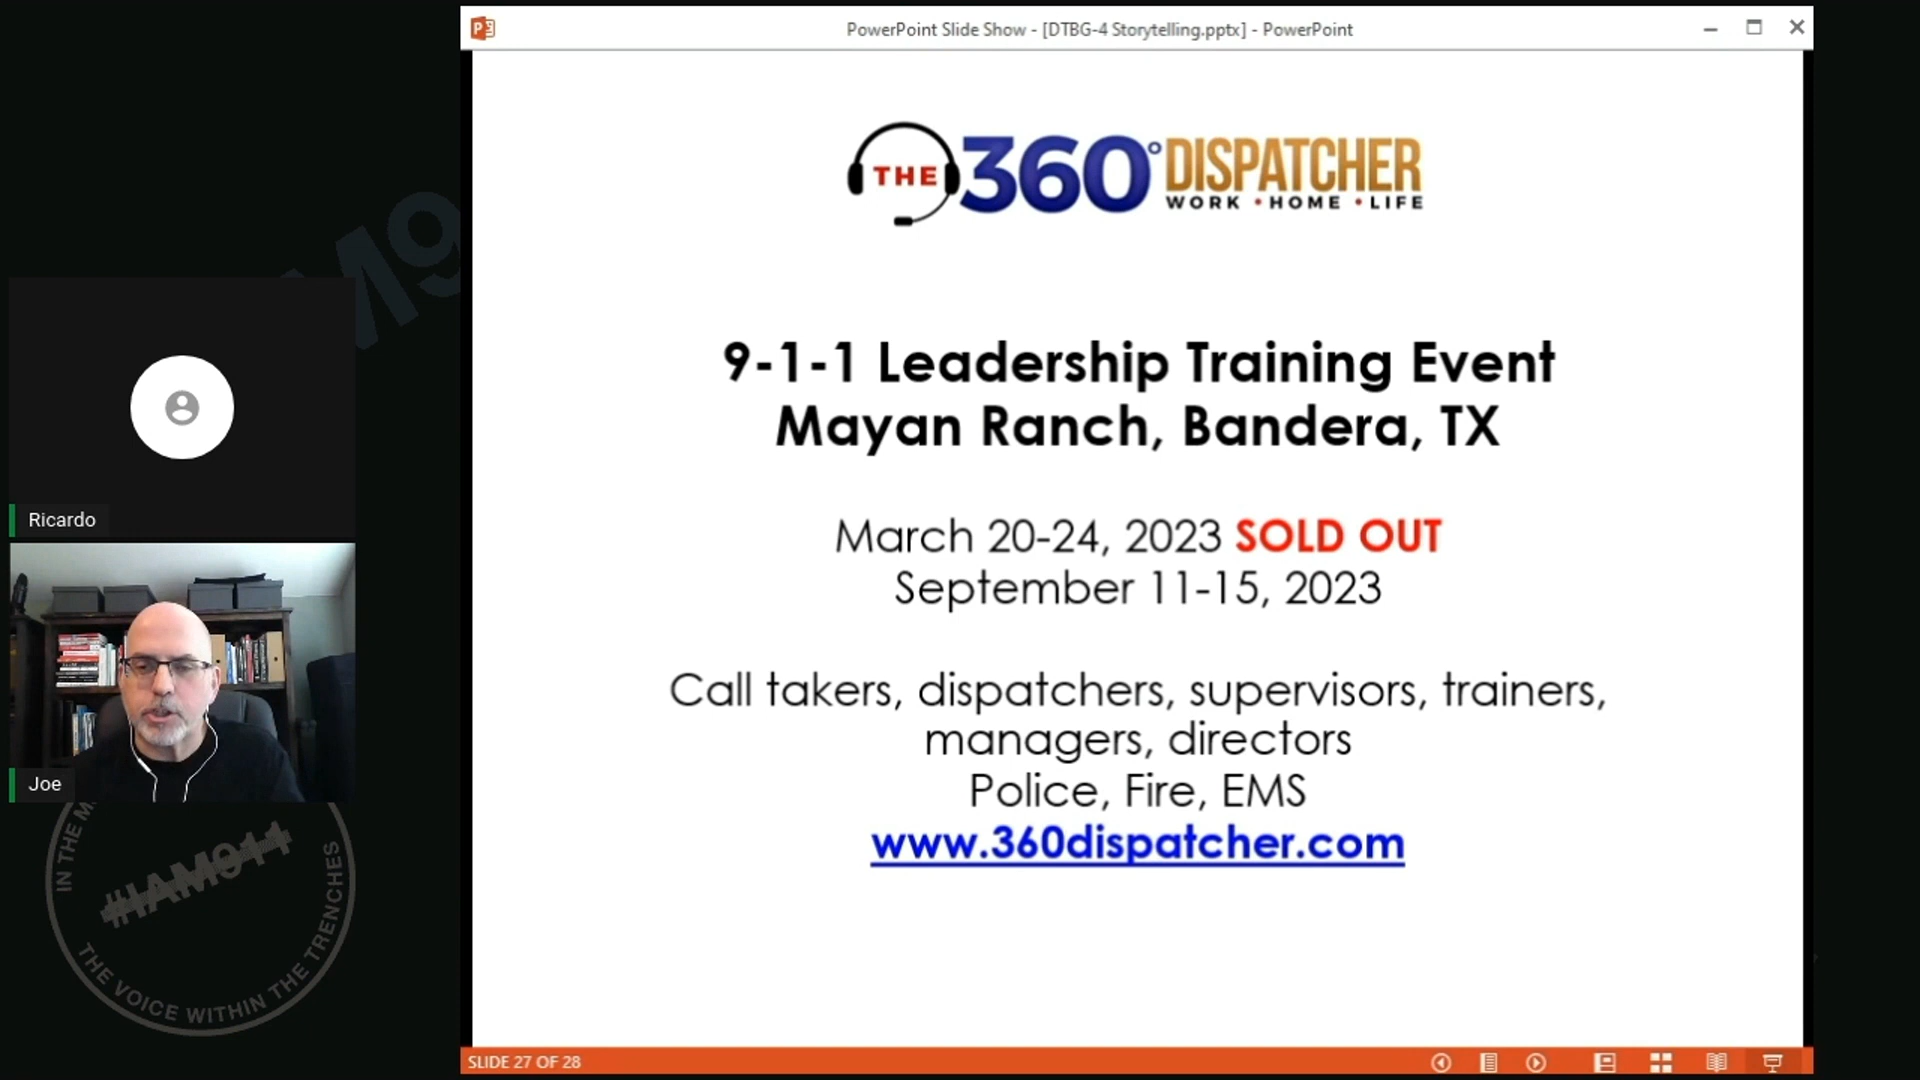 PowerPoint Slide Show - [DTBG-4 Storytelling.pptx] - PowerPoint
THE 360° DISPATCHER
WORK • HOME • LIFE
9-1-1 Leadership Training Event
Mayan Ranch, Bandera, TX
March 20-24, 2023 SOLD OUT
September 11-15, 2023
Call takers, dispatchers, supervisors, trainers,
managers, directors
Police, Fire, EMS
www.360dispatcher.com
SLIDE 27 OF 28
Ricardo
Joe
IN THE M
#IAM911
THE VOICE WITHIN THE TRENCHES
M9